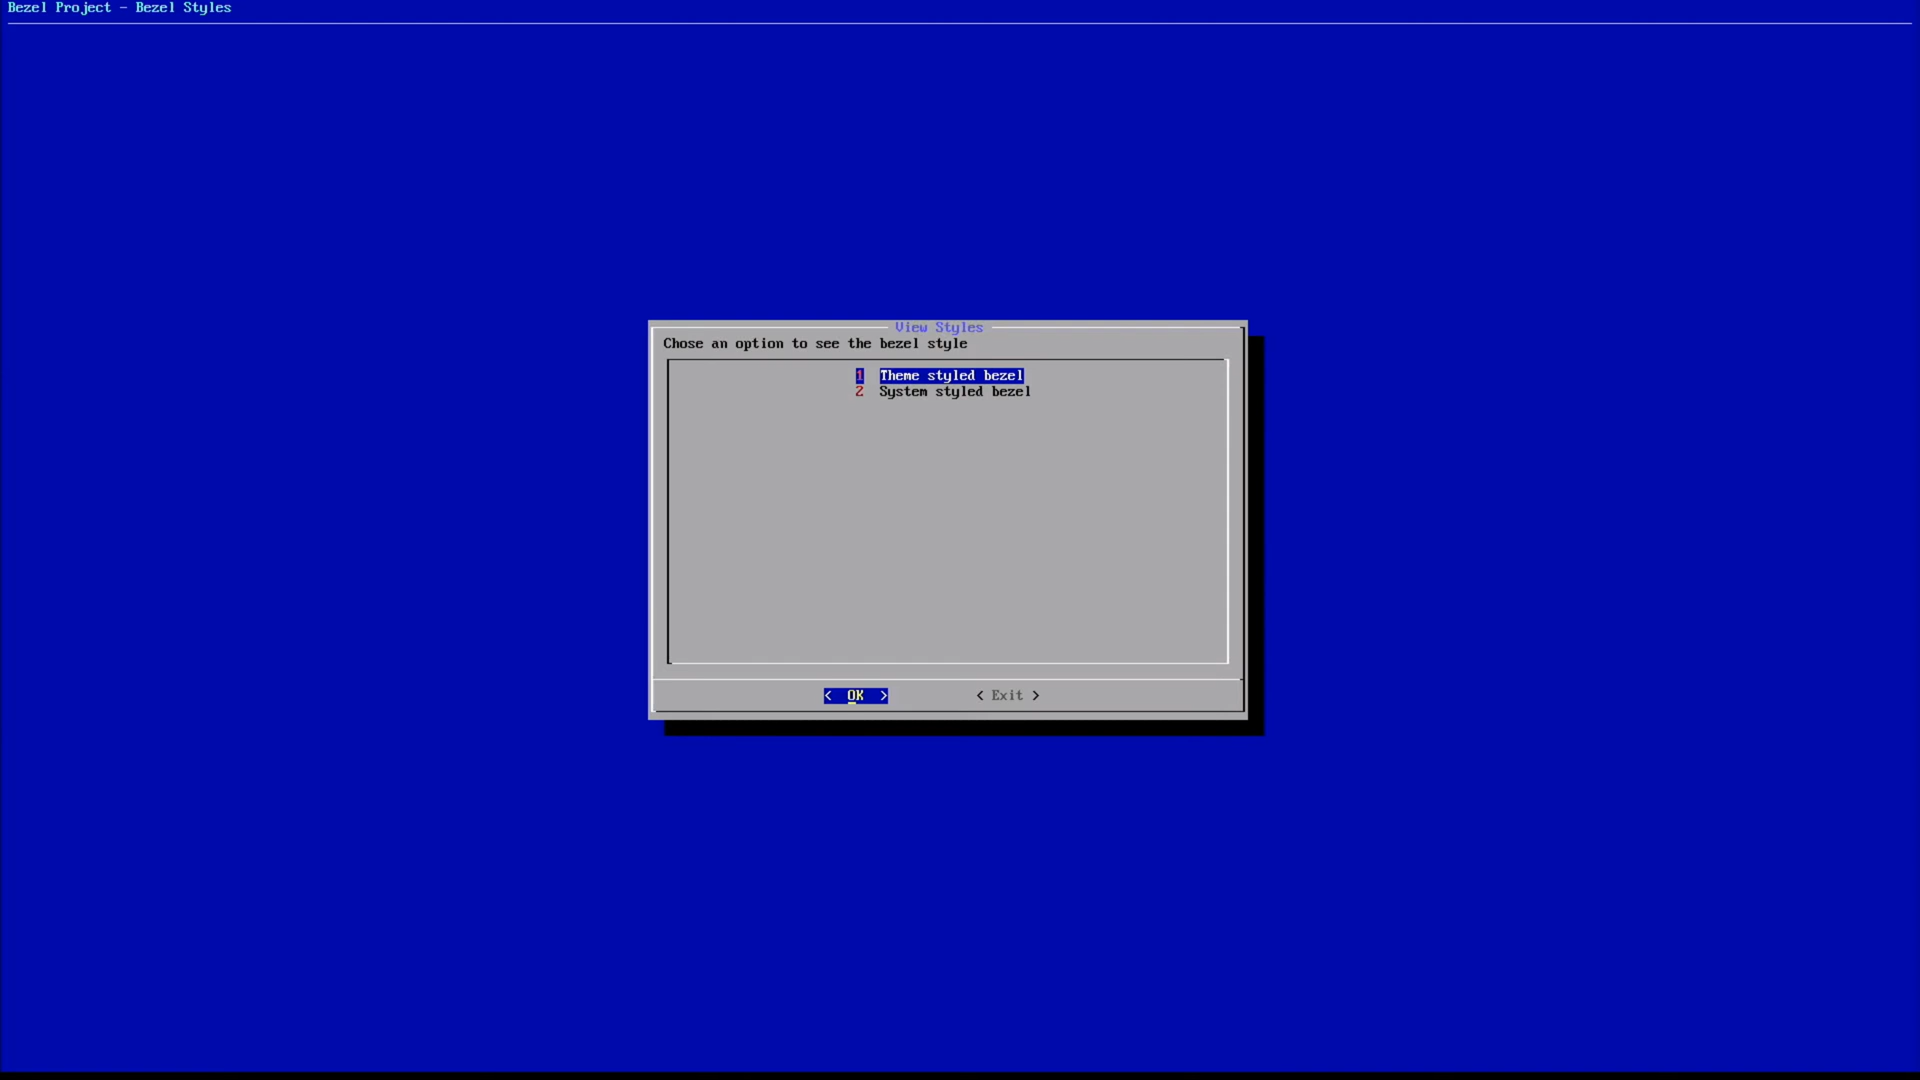 Bezel Project - Bezel Styles
View Styles
Chose an option to see the bezel style
1 Theme styled bezel
2 System styled bezel
< OK > < Exit >